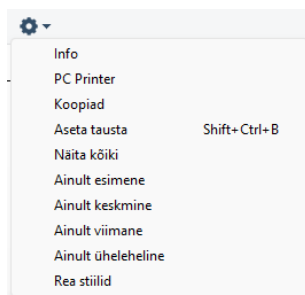 Info
PC Printer
Koopiad
Aseta tausta Shift+Ctrl+B
Näita kõiki
Ainult esimene
Ainult keskmine
Ainult viimane
Ainult üheleheline
Rea stiilid